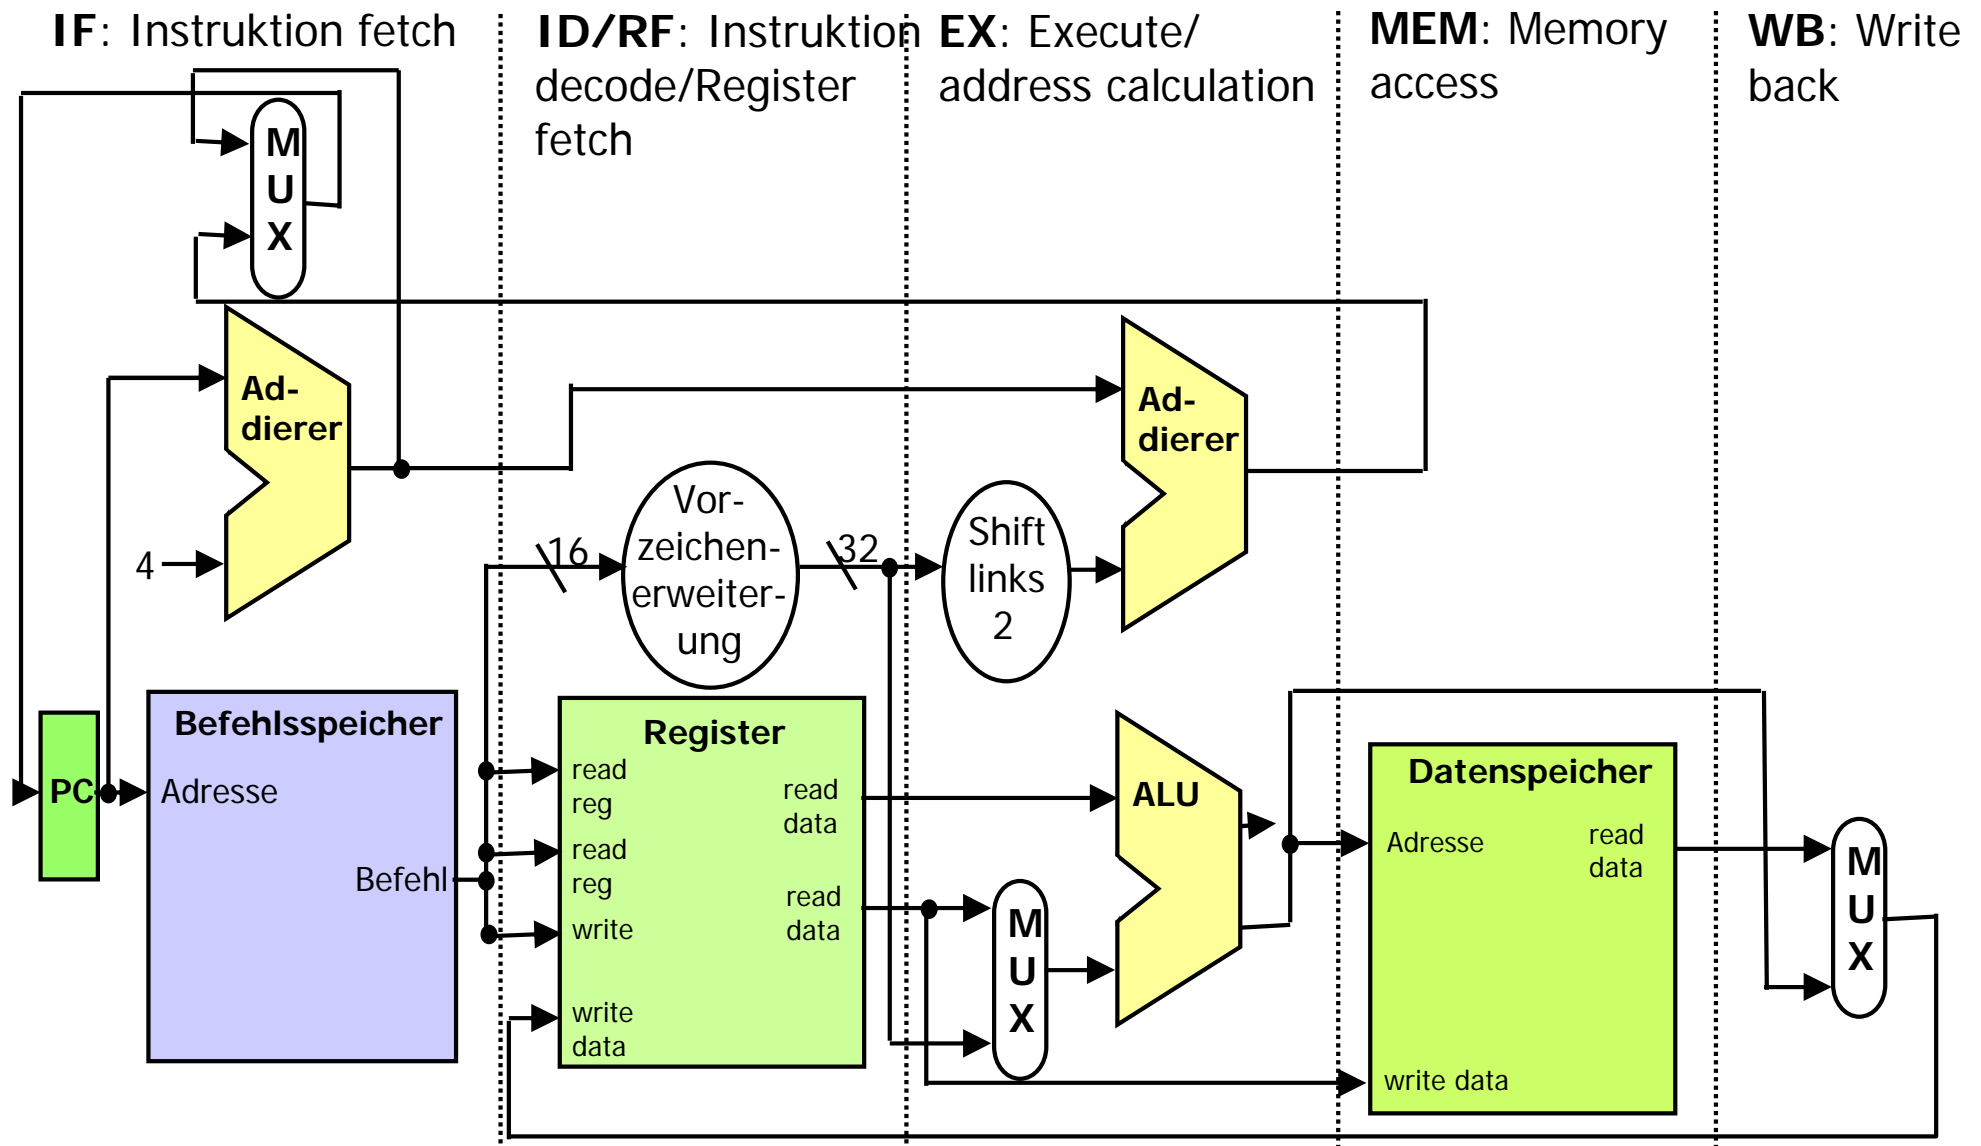 IF: Instruktion fetch
ID/RF: Instruktion
decode/Register
fetch
EX: Execute/
address calculation
MEM: Memory
access
WB: Write
back
M
U
X
Ad-
dierer
4
16
Vor-
zeichen-
erweiter-
ung
32
Shift
links
2
Ad-
dierer
PC
Befehlsspeicher
Adresse
Befehl
Register
read
reg
read
reg
write
write
data
read
data
read
data
M
U
X
ALU
Datenspeicher
Adresse
read
data
write data
M
U
X